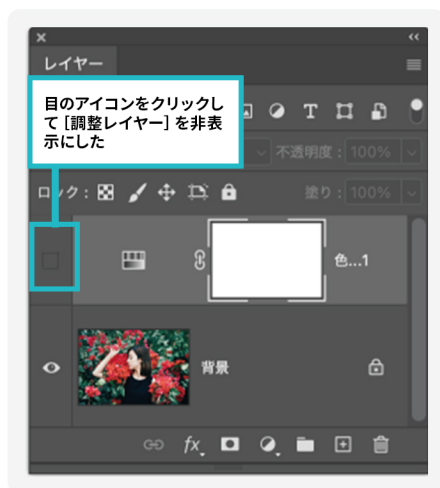 レイヤー
目のアイコンをクリックし
て［調整レイヤー］を非表
示にした
T
不透明度： 100%
ロック：
塗り： 100%
色...1
背景
fx